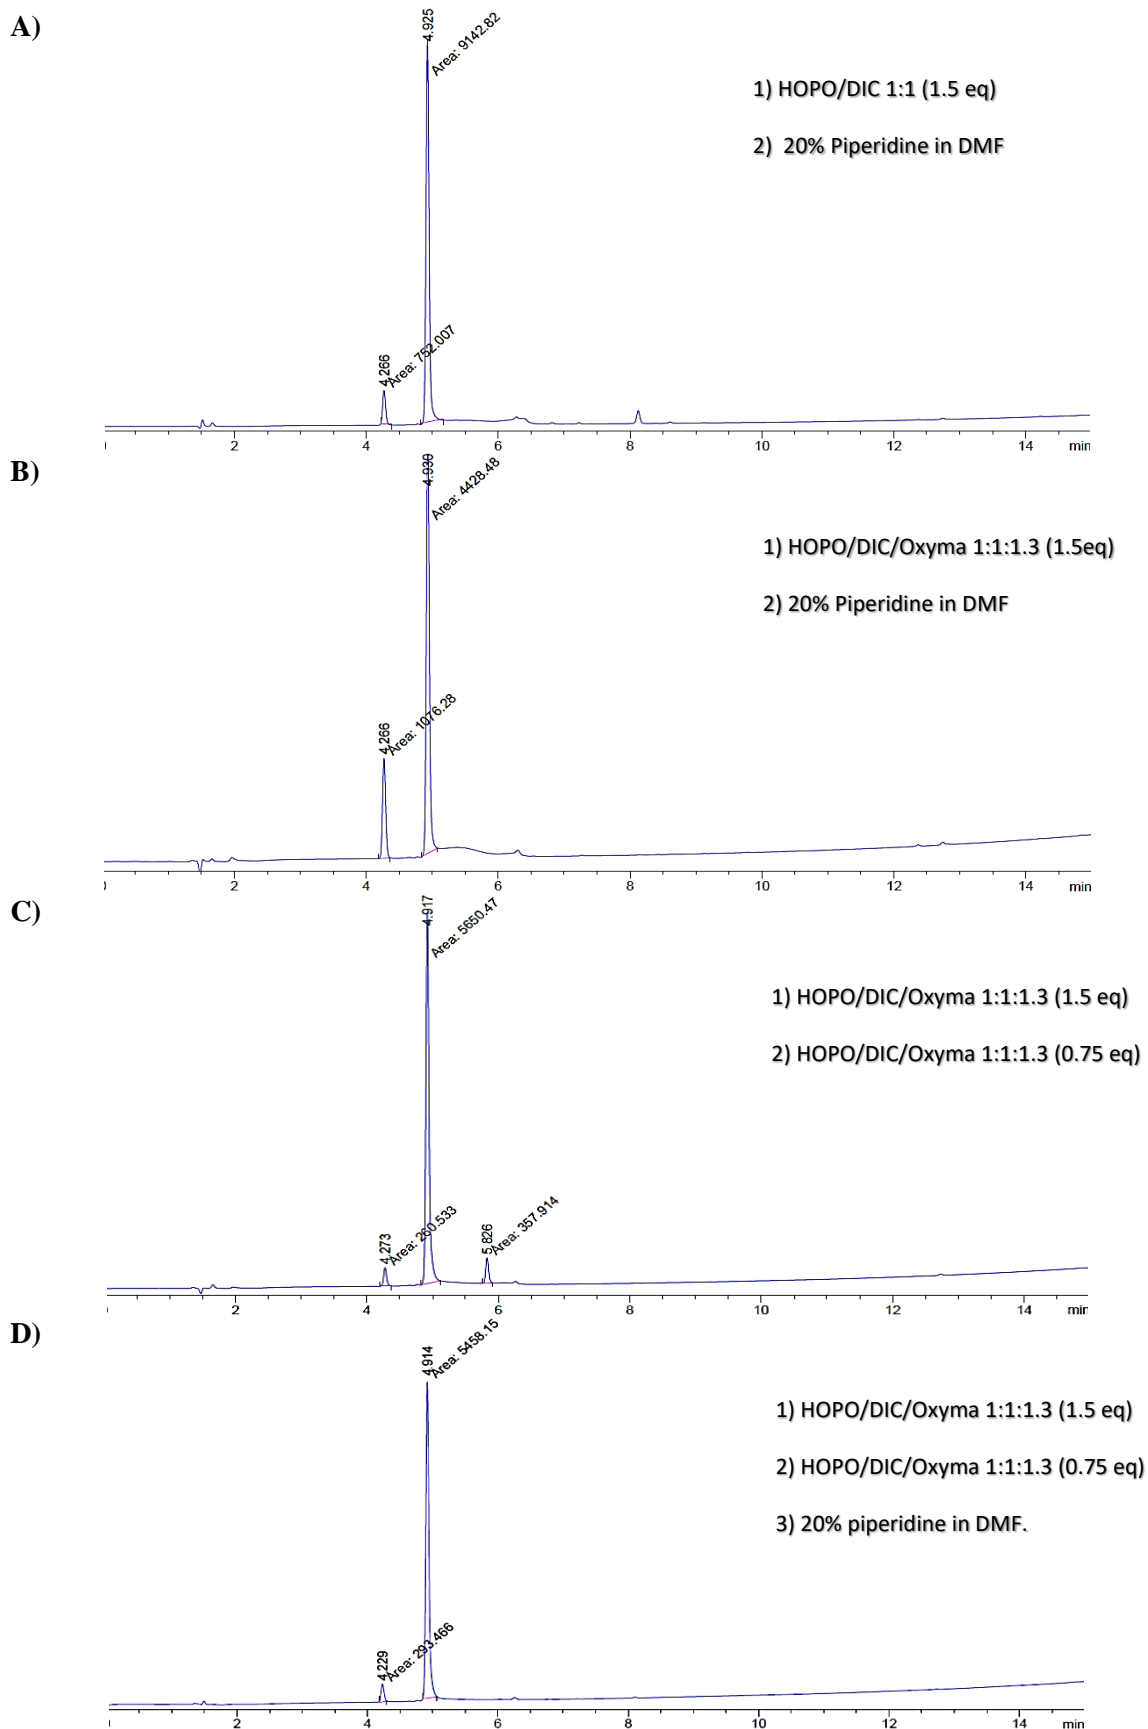 A)
4.925
Area: 9142.82
1) HOPO/DIC 1:1 (1.5 eq)
2) 20% Piperidine in DMF
4.266
Area: 752.007
2 4 6 8 10 12 14 min
B)
4.930
Area: 4428.48
1) HOPO/DIC/Oxyma 1:1:1.3 (1.5eq)
2) 20% Piperidine in DMF
4.266
Area: 1076.28
2 4 6 8 10 12 14 min
C)
4.917
Area: 5650.47
1) HOPO/DIC/Oxyma 1:1:1.3 (1.5 eq)
2) HOPO/DIC/Oxyma 1:1:1.3 (0.75 eq)
4.273
Area: 260.533
5.826
Area: 357.914
2 4 6 8 10 12 14 min
D)
4.914
Area: 5458.15
1) HOPO/DIC/Oxyma 1:1:1.3 (1.5 eq)
2) HOPO/DIC/Oxyma 1:1:1.3 (0.75 eq)
3) 20% piperidine in DMF.
4.229
Area: 293.466
2 4 6 8 10 12 14 min